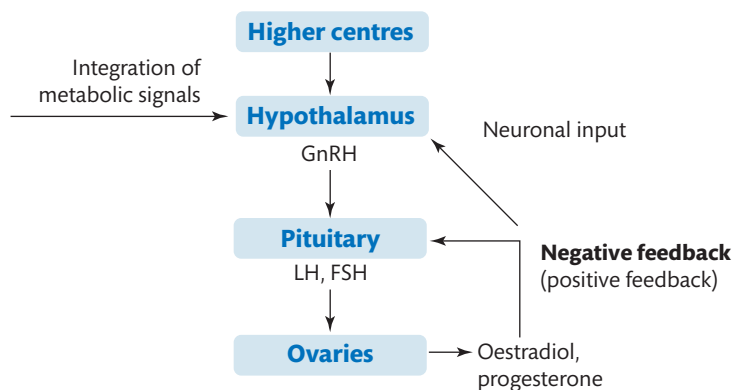 Higher centres
Integration of
metabolic signals
Hypothalamus
Neuronal input
GnRH
Pituitary
Negative feedback
(positive feedback)
LH, FSH
Ovaries
Oestradiol,
progesterone